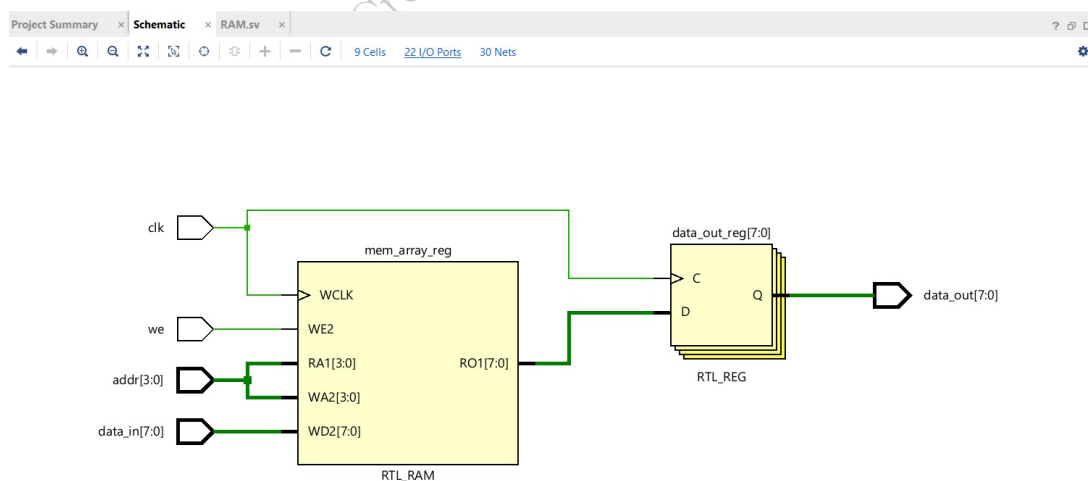 Project Summary × Schematic × RAM.sv ×
9 Cells 22 I/O Ports 30 Nets
clk
we
addr[3:0]
data_in[7:0]
mem_array_reg
WCLK
WE2
RA1[3:0]
WA2[3:0]
WD2[7:0]
RO1[7:0]
RTL_RAM
data_out_reg[7:0]
C
D
Q
RTL_REG
data_out[7:0]